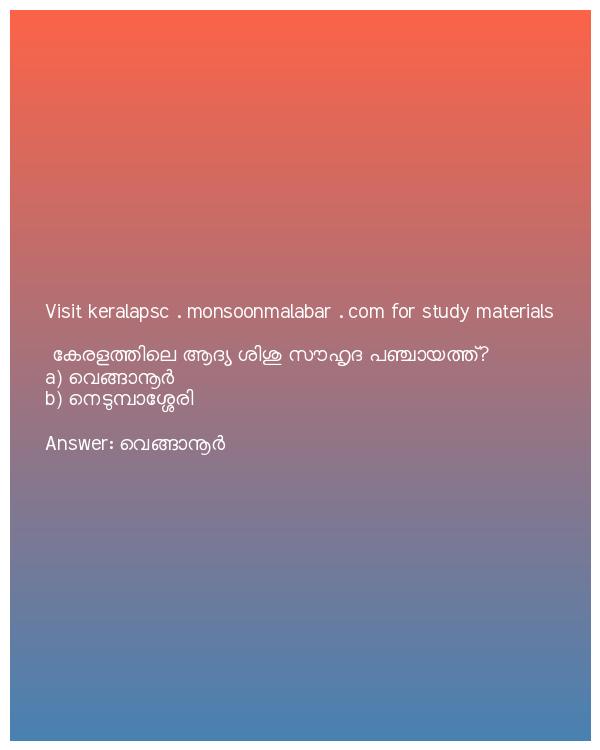 Visit keralapsc . monsoonmalabar . com for study materials
കേരളത്തിലെ ആദ്യ ശിശു സൗഹൃദ പഞ്ചായത്ത്?
a) വെങ്ങാനൂർ
b) നെടുമ്പാശ്ശേരി
Answer: വെങ്ങാനൂർ